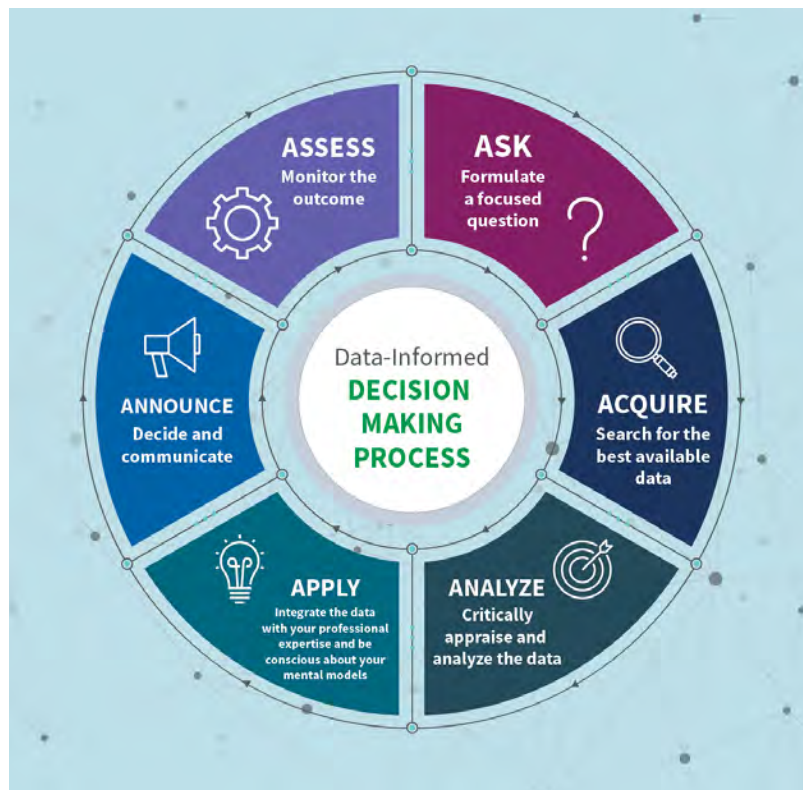 Data-Informed
DECISION
MAKING
PROCESS
ASK
Formulate
a focused
question
ACQUIRE
Search for the
best available
data
ANALYZE
Critically
appraise and
analyze the data
APPLY
Integrate the data
with your professional
expertise and be
conscious about your
mental models
ANNOUNCE
Decide and
communicate
ASSESS
Monitor the
outcome